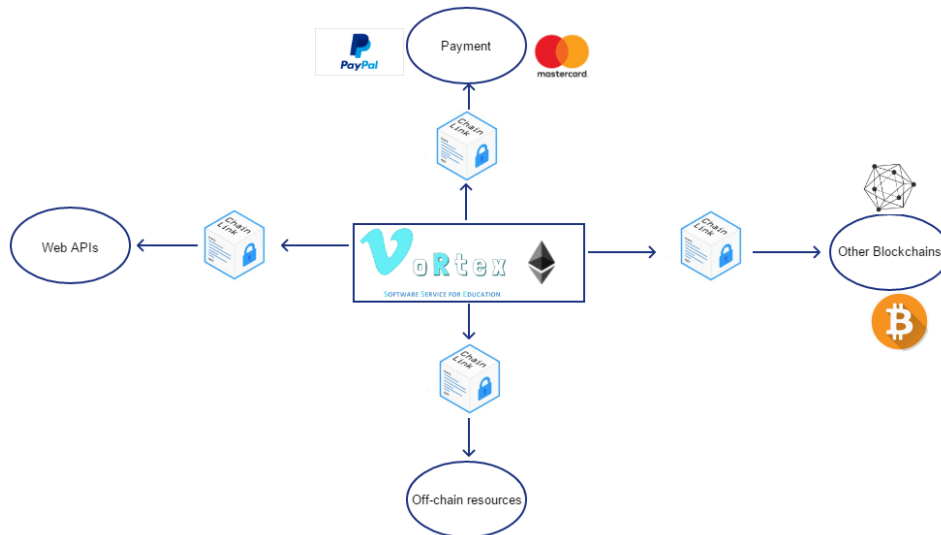 PayPal
Payment
mastercard.
Chain
Link
Chain
Link
Web APIs
VoRtex
SOFTWARE SERVICE FOR EDUCATION
Chain
Link
Other Blockchains
Chain
Link
Off-chain resources